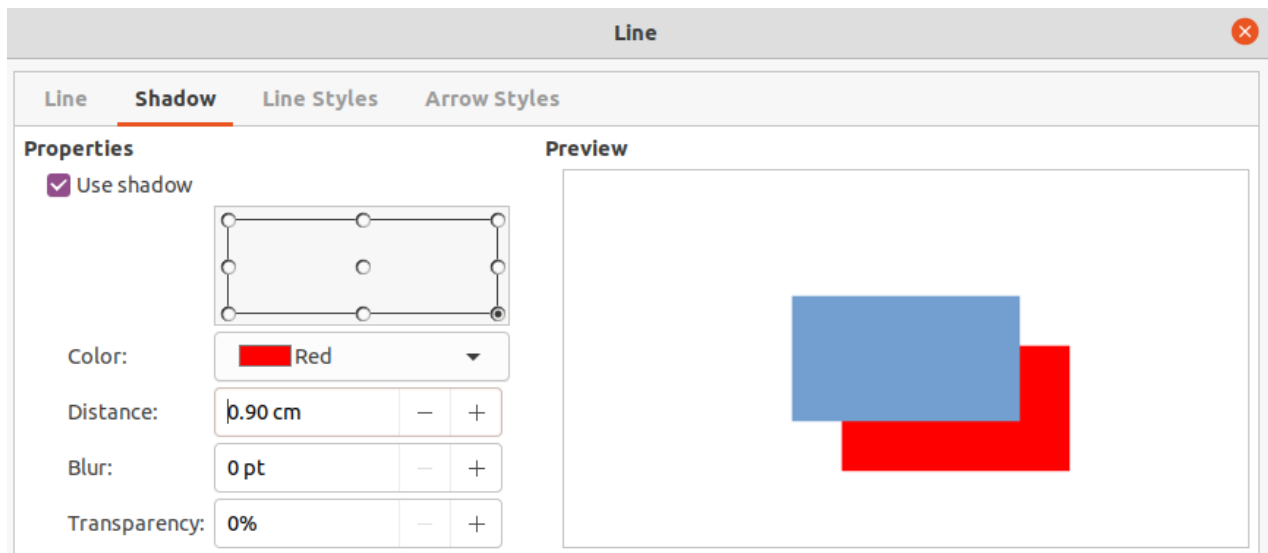 Line
Line Shadow Line Styles Arrow Styles
Properties
Use shadow
Color: Red
Distance: 0.90 cm
Blur: 0 pt
Transparency: 0%
Preview